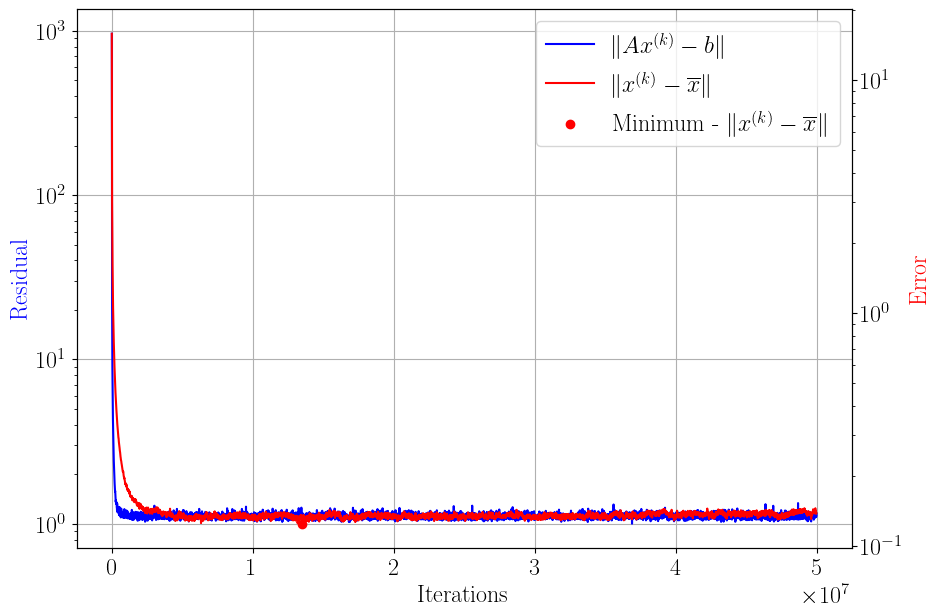 ‖Ax^(k) − b‖
‖x^(k) − x̅‖
Minimum - ‖x^(k) − x̅‖
10^3
10^2
10^1
10^0
Residual
10^1
10^0
10^−1
Error
0 1 2 3 4 5
×10^7
Iterations